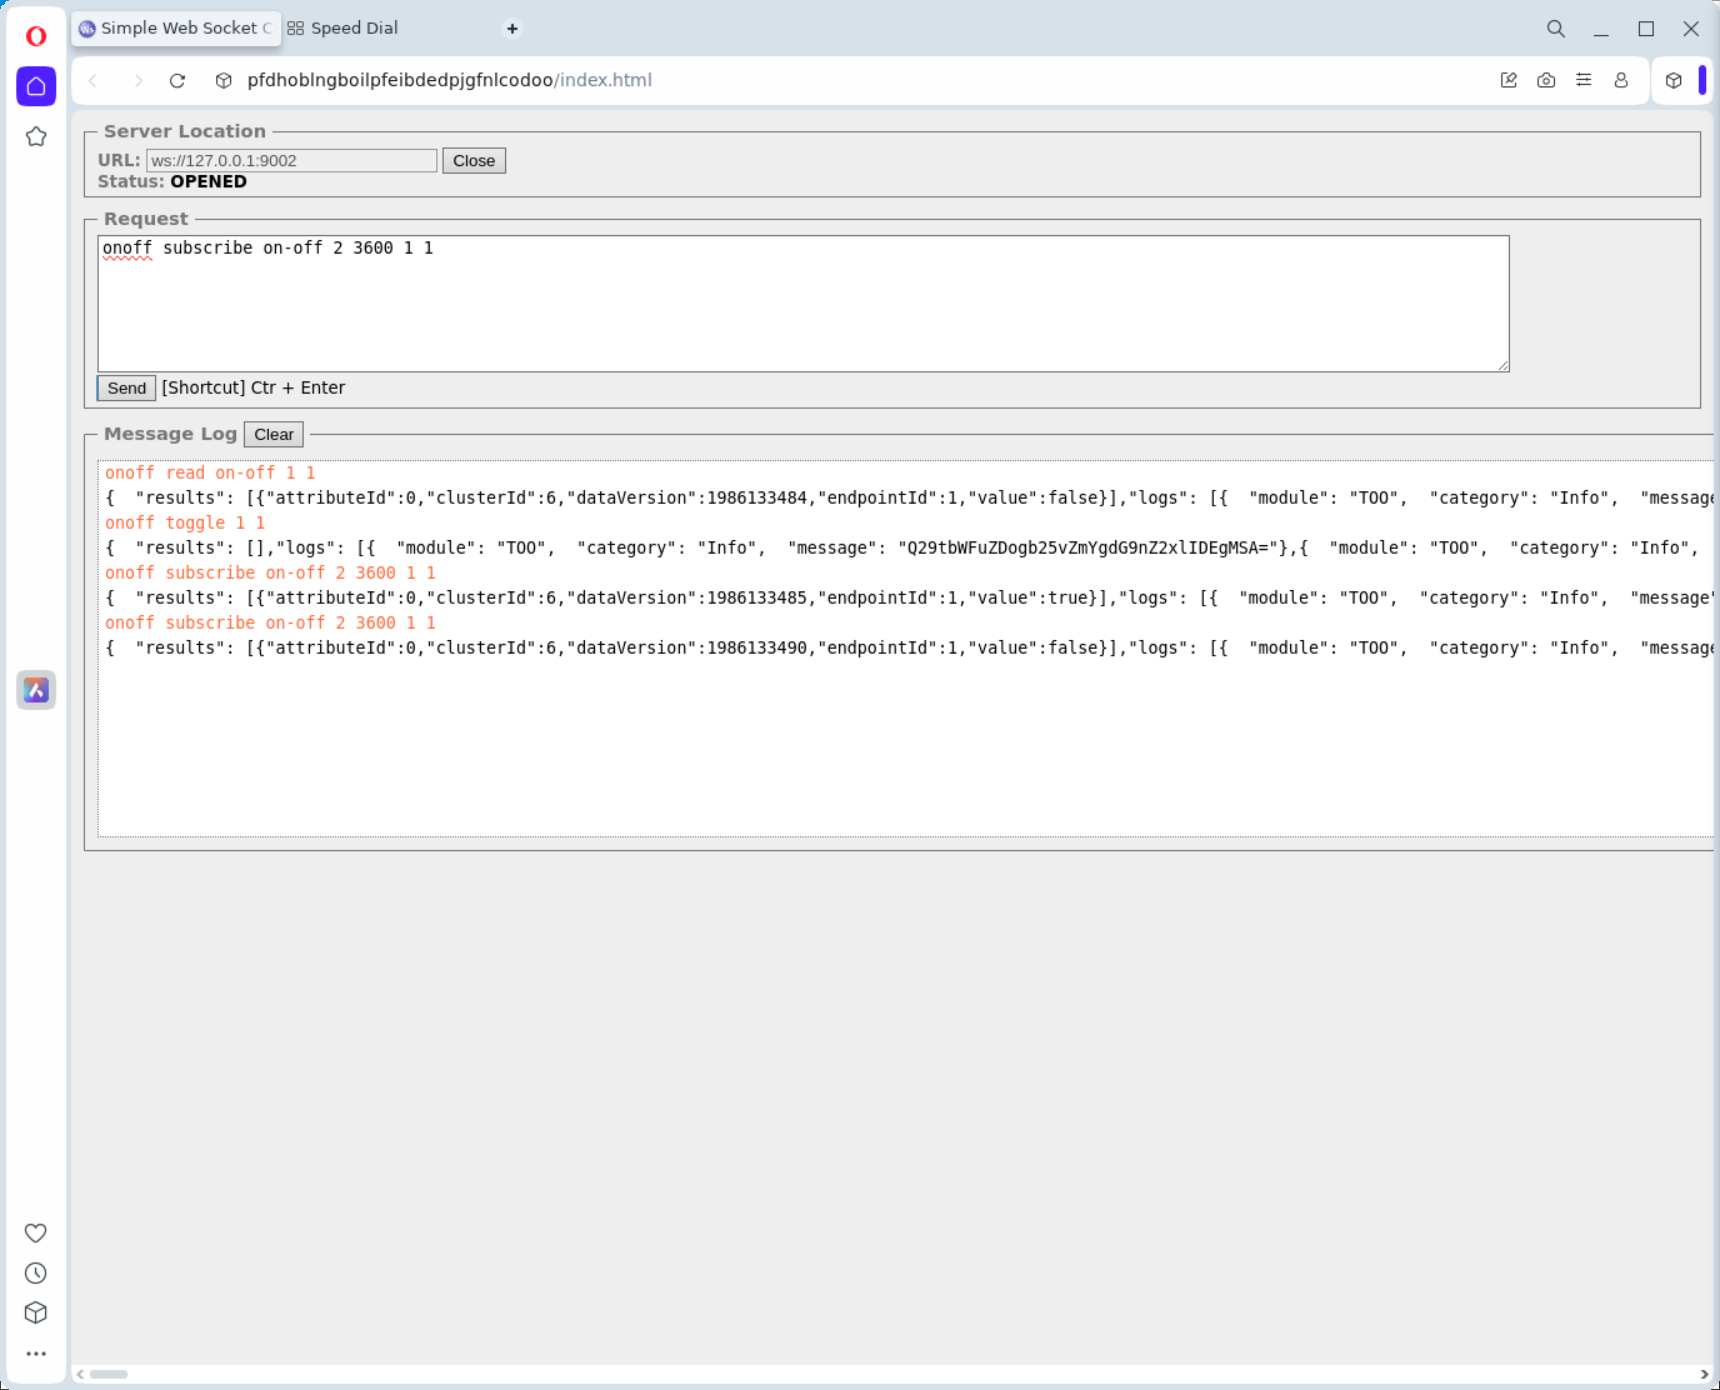 Simple Web Socket C
Speed Dial
pfdhoblngboilpfeibdedpjgfnlcodoo/index.html
Server Location
URL: ws://127.0.0.1:9002 Close
Status: OPENED
Request
onoff subscribe on-off 2 3600 1 1
Send [Shortcut] Ctr + Enter
Message Log Clear
onoff read on-off 1 1
{  "results": [{"attributeId":0,"clusterId":6,"dataVersion":1986133484,"endpointId":1,"value":false}],"logs": [{  "module": "TOO",  "category": "Info",  "message
onoff toggle 1 1
{  "results": [],"logs": [{  "module": "TOO",  "category": "Info",  "message": "Q29tbWFuZDogb25vZmYgdG9nZ2xlIDEgMSA="},{  "module": "TOO",  "category": "Info",
onoff subscribe on-off 2 3600 1 1
{  "results": [{"attributeId":0,"clusterId":6,"dataVersion":1986133485,"endpointId":1,"value":true}],"logs": [{  "module": "TOO",  "category": "Info",  "message"
onoff subscribe on-off 2 3600 1 1
{  "results": [{"attributeId":0,"clusterId":6,"dataVersion":1986133490,"endpointId":1,"value":false}],"logs": [{  "module": "TOO",  "category": "Info",  "message